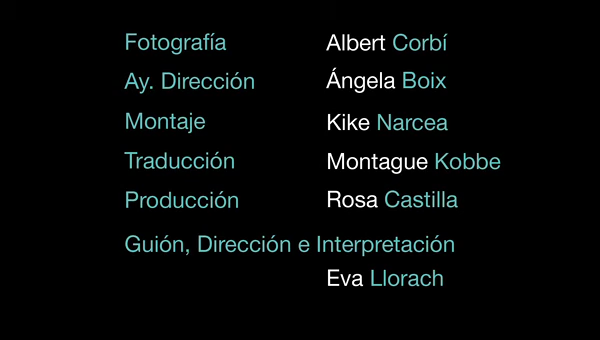 Fotografía Albert Corbí
Ay. Dirección Ángela Boix
Montaje Kike Narcea
Traducción Montague Kobbe
Producción Rosa Castilla
Guión, Dirección e Interpretación
Eva Llorach